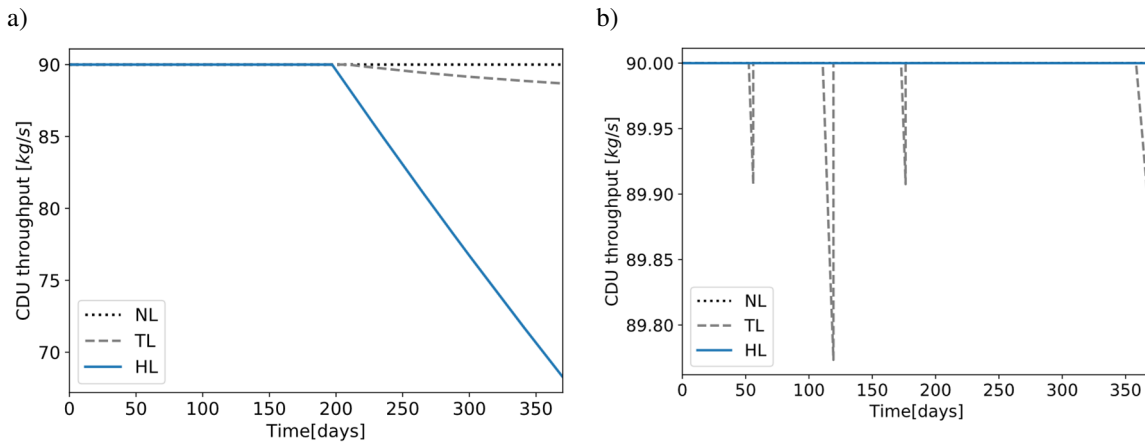 a)
CDU throughput [kg/s]
90
85
80
75
70
NL
TL
HL
0 50 100 150 200 250 300 350
Time[days]
b)
CDU throughput [kg/s]
90.00
89.95
89.90
89.85
89.80
NL
TL
HL
0 50 100 150 200 250 300 350
Time[days]